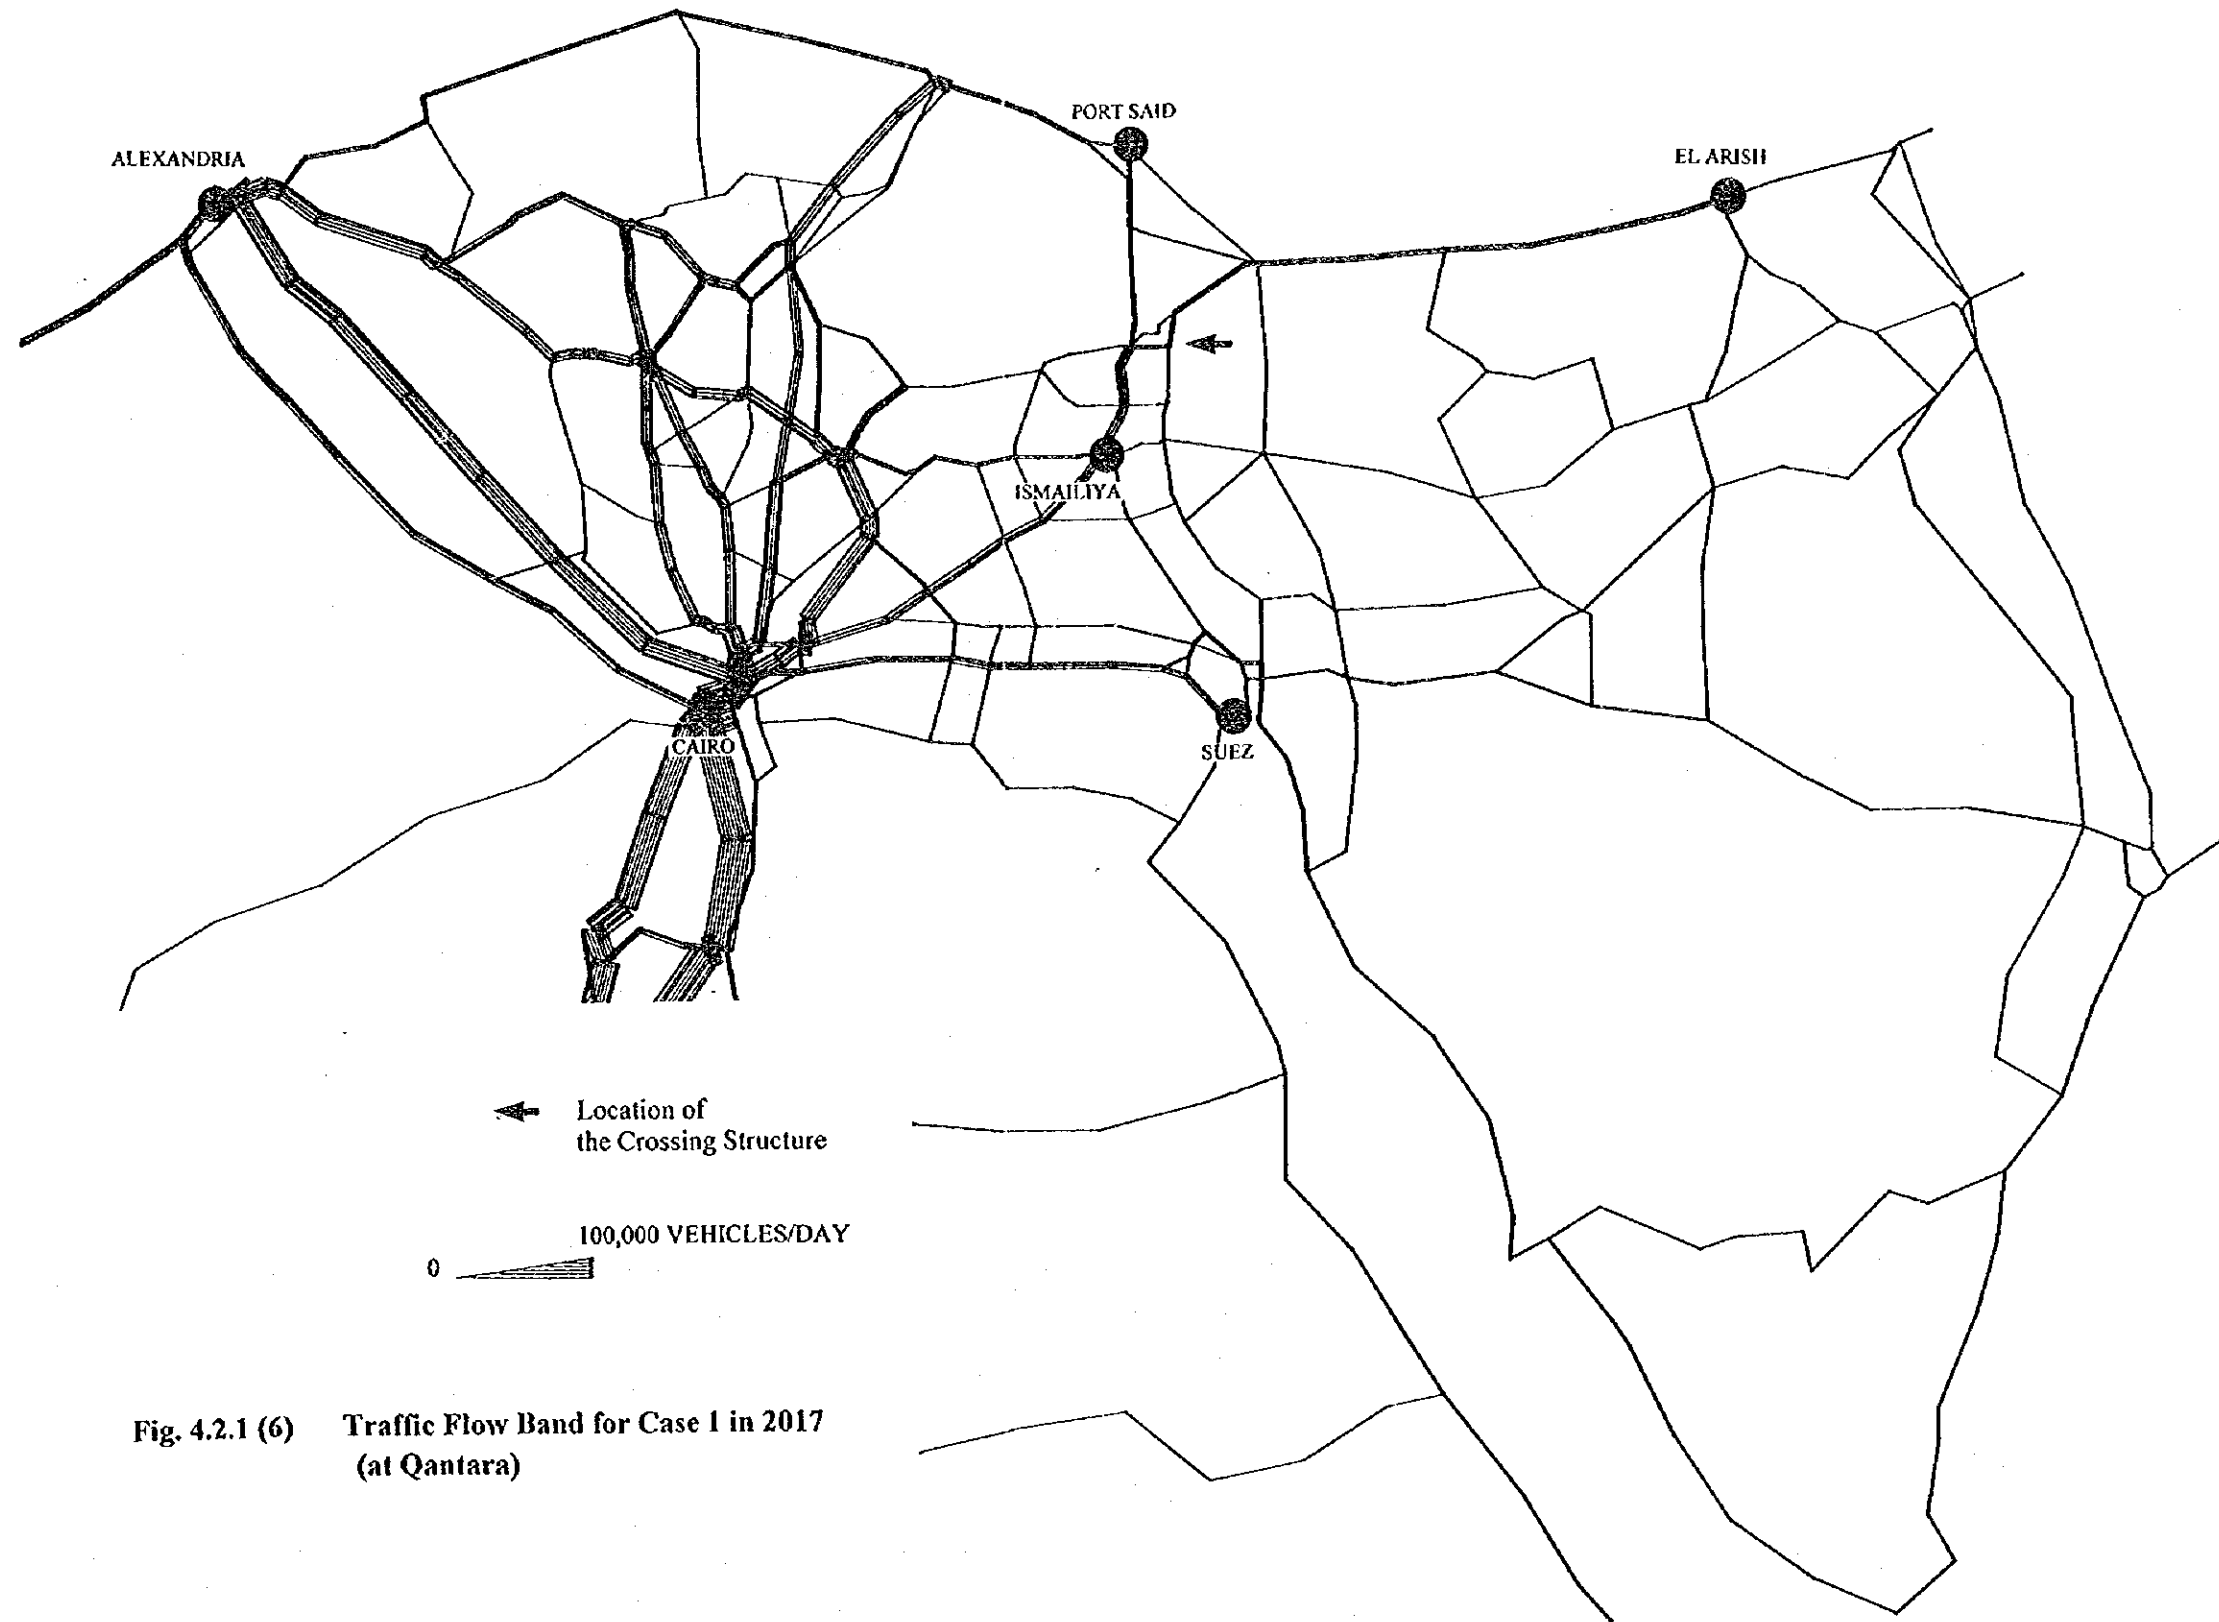 PORT SAID
ALEXANDRIA
EL ARISH
ISMAILIYA
CAIRO
SUEZ
Location of
the Crossing Structure
100,000 VEHICLES/DAY
0
Fig. 4.2.1 (6) Traffic Flow Band for Case 1 in 2017
(at Qantara)